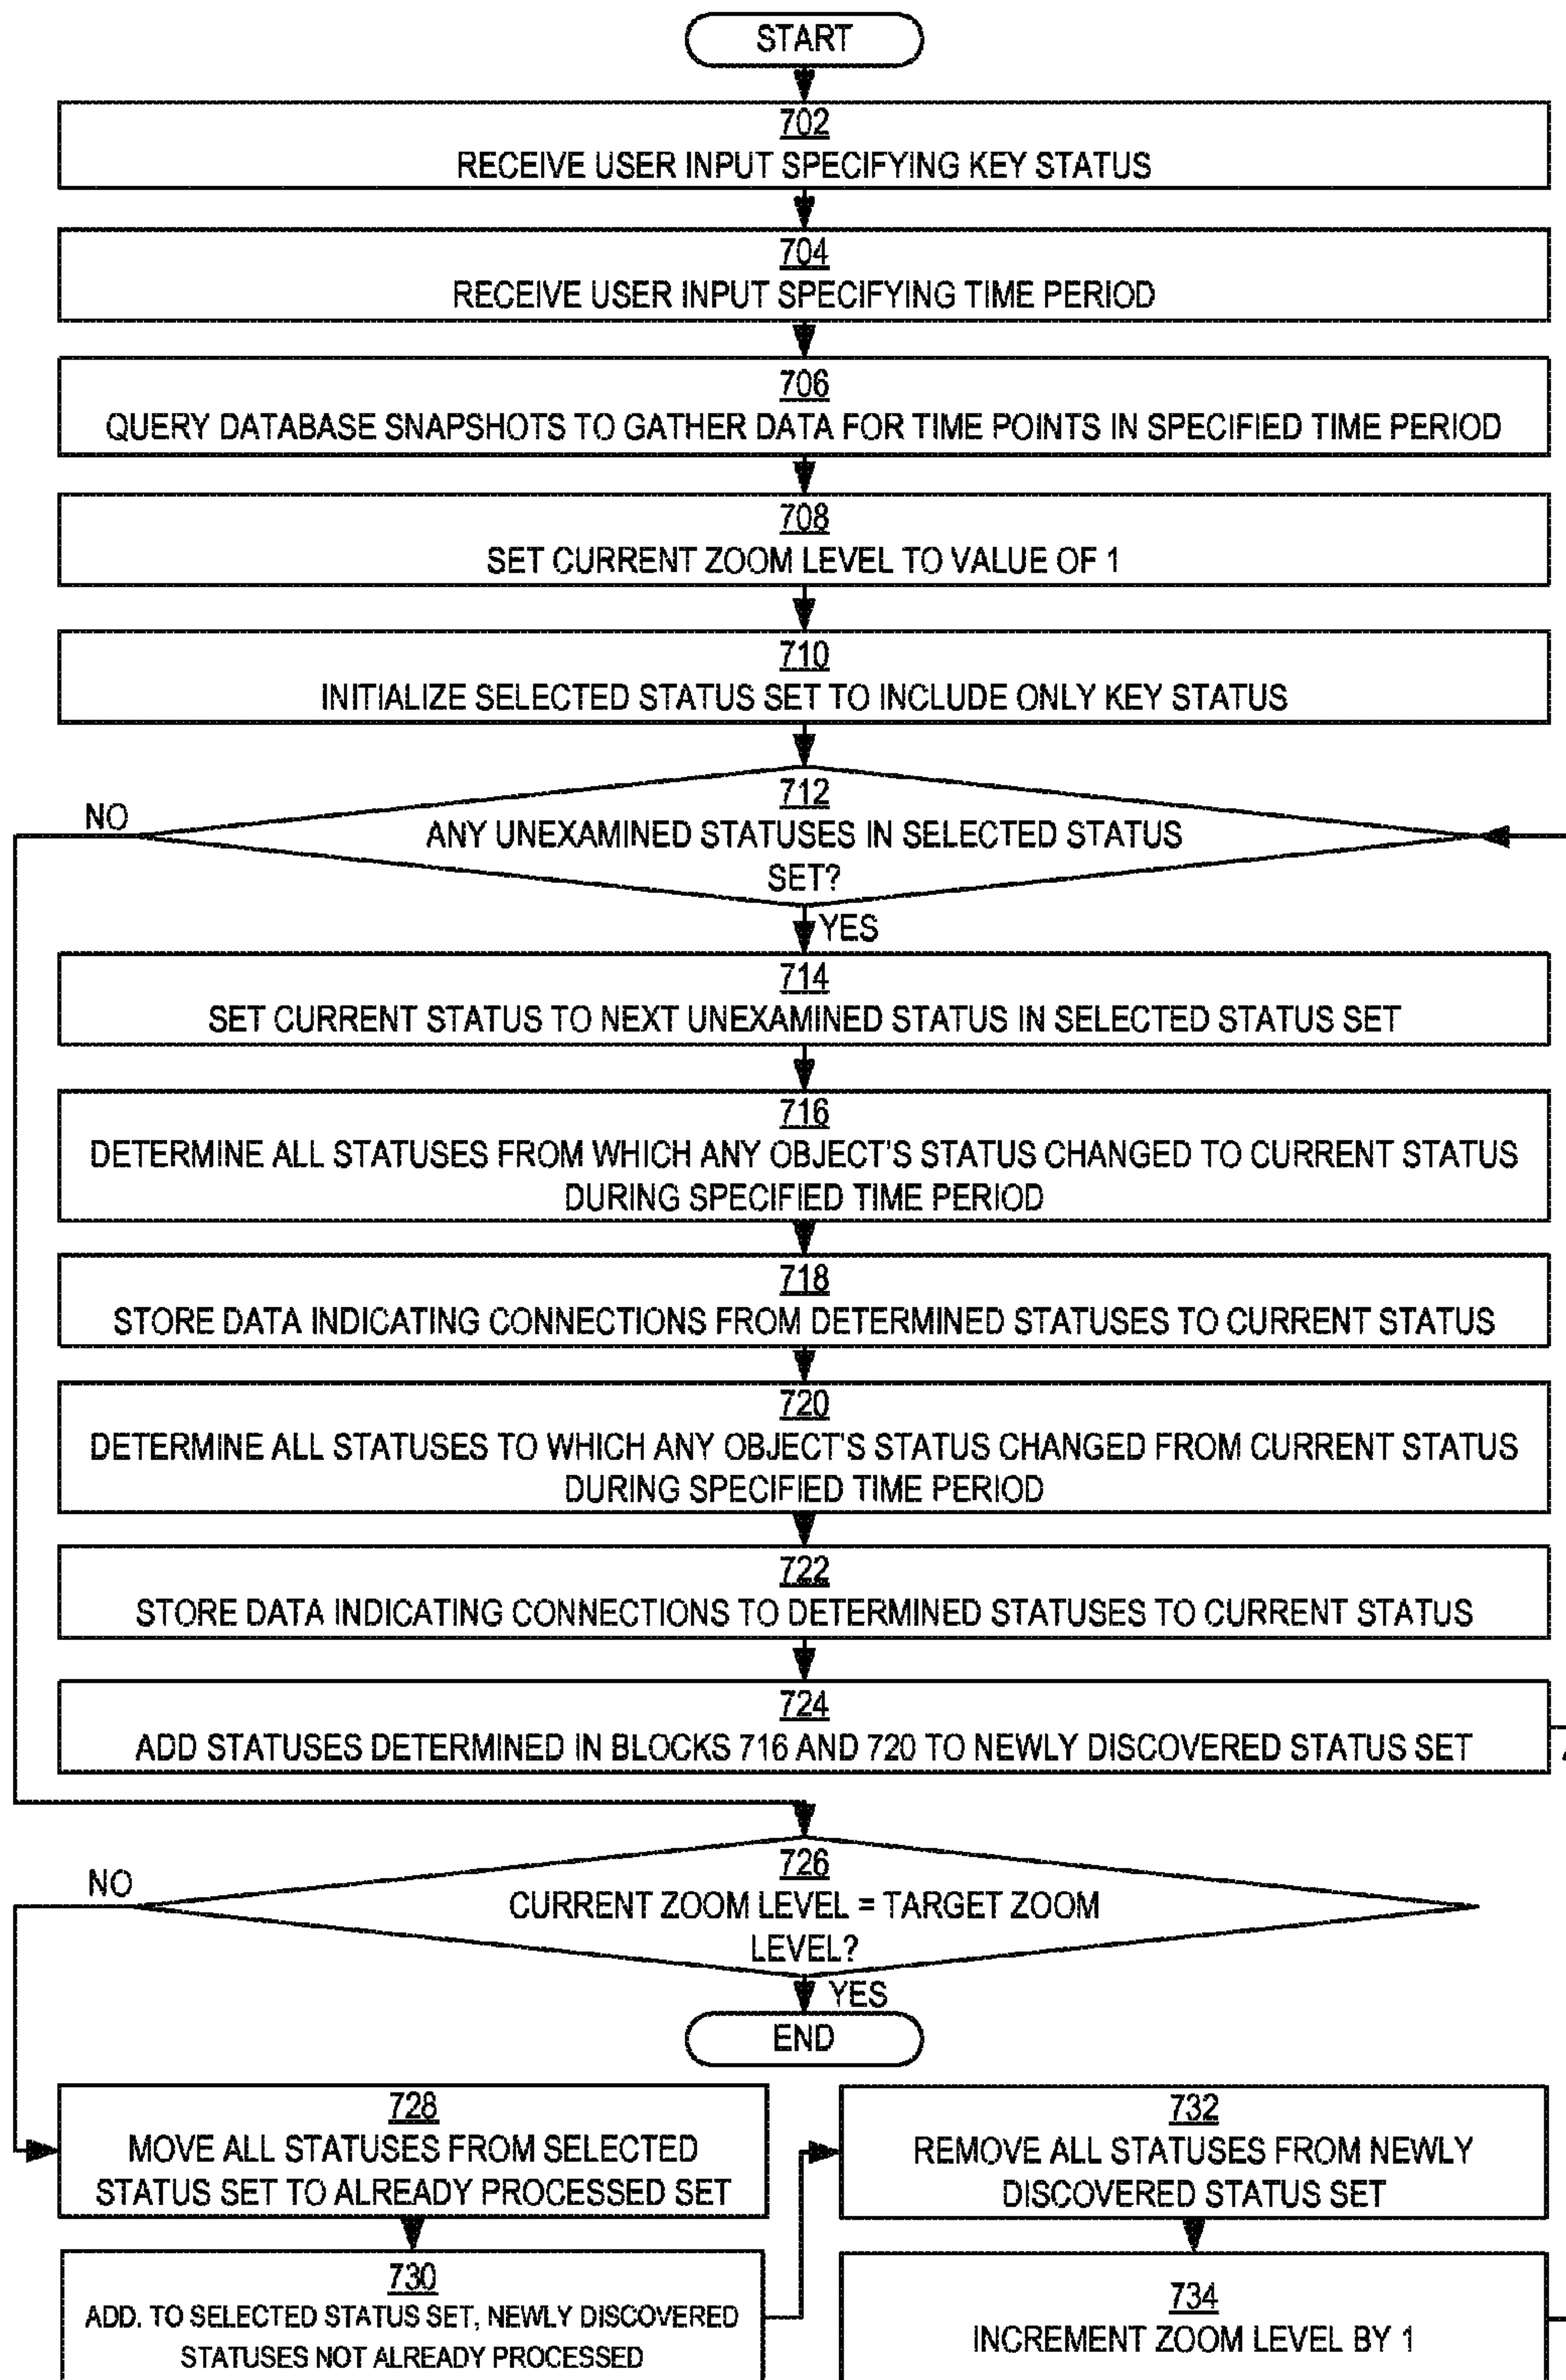 START
702
RECEIVE USER INPUT SPECIFYING KEY STATUS
704
RECEIVE USER INPUT SPECIFYING TIME PERIOD
706
QUERY DATABASE SNAPSHOTS TO GATHER DATA FOR TIME POINTS IN SPECIFIED TIME PERIOD
708
SET CURRENT ZOOM LEVEL TO VALUE OF 1
710
INITIALIZE SELECTED STATUS SET TO INCLUDE ONLY KEY STATUS
NO
712
ANY UNEXAMINED STATUSES IN SELECTED STATUS
SET?
YES
714
SET CURRENT STATUS TO NEXT UNEXAMINED STATUS IN SELECTED STATUS SET
716
DETERMINE ALL STATUSES FROM WHICH ANY OBJECT'S STATUS CHANGED TO CURRENT STATUS
DURING SPECIFIED TIME PERIOD
718
STORE DATA INDICATING CONNECTIONS FROM DETERMINED STATUSES TO CURRENT STATUS
720
DETERMINE ALL STATUSES TO WHICH ANY OBJECT'S STATUS CHANGED FROM CURRENT STATUS
DURING SPECIFIED TIME PERIOD
722
STORE DATA INDICATING CONNECTIONS TO DETERMINED STATUSES TO CURRENT STATUS
724
ADD STATUSES DETERMINED IN BLOCKS 716 AND 720 TO NEWLY DISCOVERED STATUS SET
NO
726
CURRENT ZOOM LEVEL = TARGET ZOOM
LEVEL?
YES
END
728
MOVE ALL STATUSES FROM SELECTED
STATUS SET TO ALREADY PROCESSED SET
730
ADD, TO SELECTED STATUS SET, NEWLY DISCOVERED
STATUSES NOT ALREADY PROCESSED
732
REMOVE ALL STATUSES FROM NEWLY
DISCOVERED STATUS SET
734
INCREMENT ZOOM LEVEL BY 1